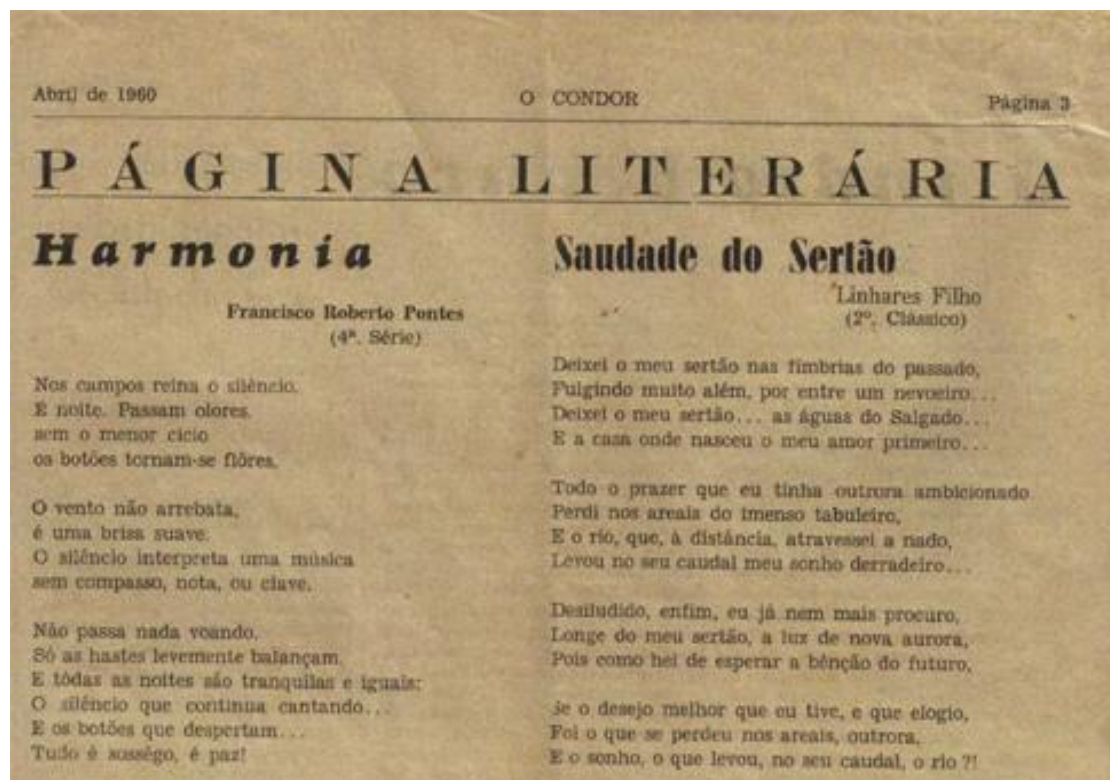 Abril de 1960
O CONDOR
Página 3
PÁGINA LITERÁRIA
Harmonia
Francisco Roberto Pontes
(4ª. Série)
Nos campos reina o silêncio.
É noite. Passam olores.
sem o menor cicio
os botões tornam-se flôres.
O vento não arrebata,
é uma brisa suave.
O silêncio interpreta uma música
sem compasso, nota, ou clave.
Não passa nada voando,
Só as hastes levemente balançam.
E tôdas as noites são tranquilas e iguais:
O silêncio que continua cantando...
E os botões que despertam...
Tudo é sossêgo, é paz!
Saudade do Sertão
Linhares Filho
(2º. Clássico)
Deixei o meu sertão nas fímbrias do passado,
Fulgindo muito além, por entre um nevoeiro...
Deixei o meu sertão... as águas do Salgado...
E a casa onde nasceu o meu amor primeiro...
Todo o prazer que eu tinha outrora ambicionado
Perdi nos areais do imenso tabuleiro,
E o rio, que, à distância, atravessei a nado,
Levou no seu caudal meu sonho derradeiro...
Desiludido, enfim, eu já nem mais procuro,
Longe do meu sertão, a luz de nova aurora,
Pois como hei de esperar a bênção do futuro,
Se o desejo melhor que eu tive, e que elogio,
Foi o que se perdeu nos areais, outrora,
E o sonho, o que levou, no seu caudal, o rio ?!